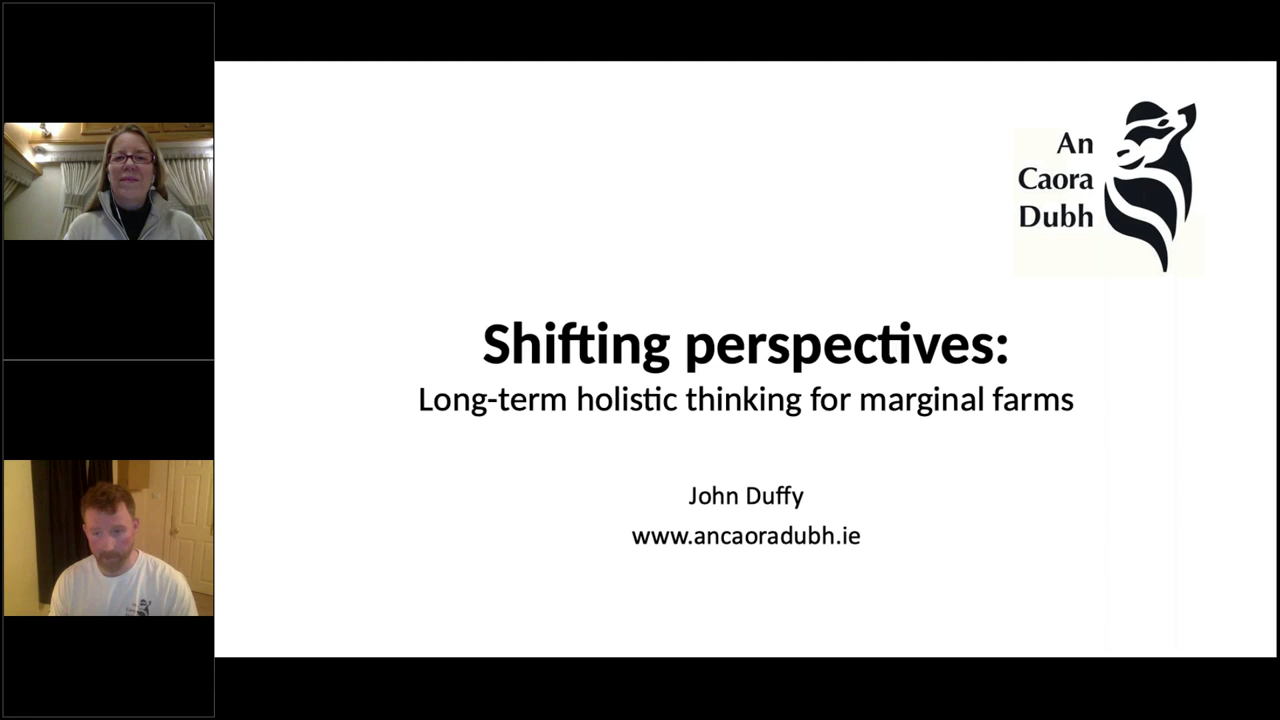 An
Caora
Dubh
Shifting perspectives:
Long-term holistic thinking for marginal farms
John Duffy
www.ancaoradubh.ie